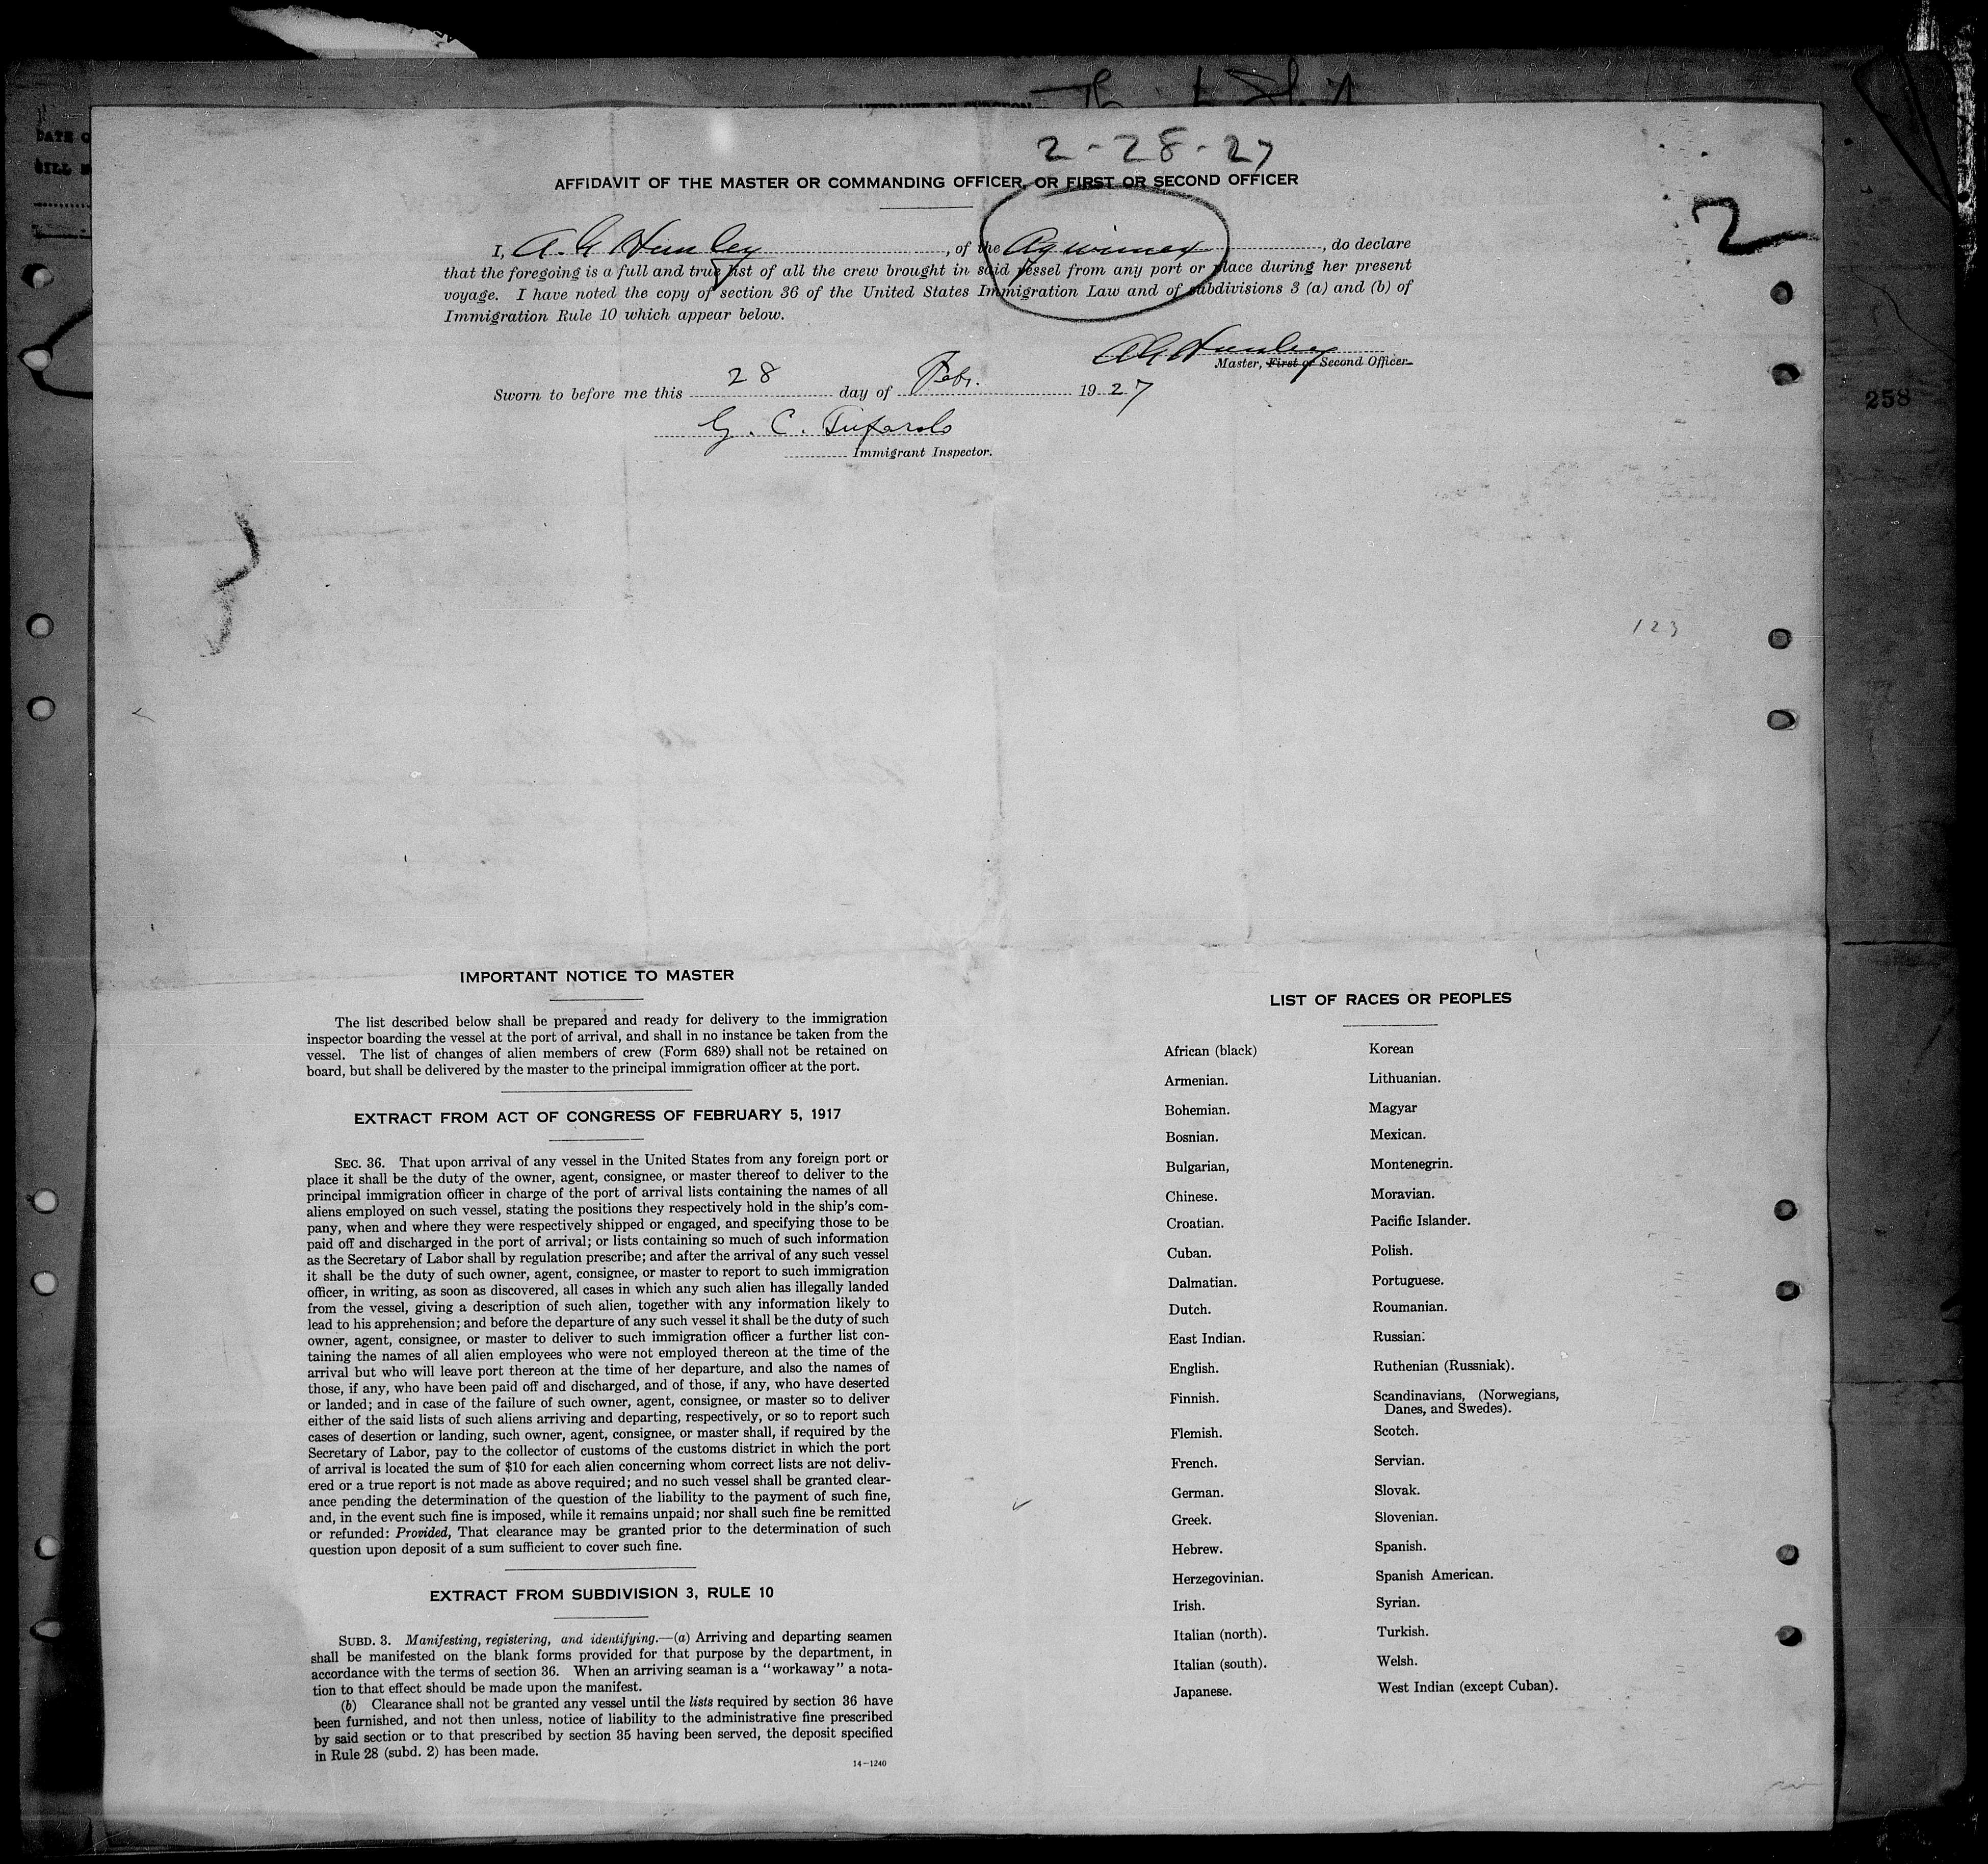 DATE O
2-28-27
AFFIDAVIT OF THE MASTER OR COMMANDING OFFICER, OR FIRST OR SECOND OFFICER
2
I, A. G. Hunley, of the Agwimex, do declare
that the foregoing is a full and true list of all the crew brought in said vessel from any port or place during her present
voyage. I have noted the copy of section 36 of the United States Immigration Law and of subdivisions 3 (a) and (b) of
Immigration Rule 10 which appear below.
Master, First or Second Officer
Sworn to before me this 28 day of Feb. 1927
258
G. C.
Immigrant Inspector.
123
IMPORTANT NOTICE TO MASTER
The list described below shall be prepared and ready for delivery to the immigration
inspector boarding the vessel at the port of arrival, and shall in no instance be taken from the
vessel. The list of changes of alien members of crew (Form 689) shall not be retained on
board, but shall be delivered by the master to the principal immigration officer at the port.
EXTRACT FROM ACT OF CONGRESS OF FEBRUARY 5, 1917
SEC. 36. That upon arrival of any vessel in the United States from any foreign port or
place it shall be the duty of the owner, agent, consignee, or master thereof to deliver to the
principal immigration officer in charge of the port of arrival lists containing the names of all
aliens employed on such vessel, stating the positions they respectively hold in the ship's com-
pany, when and where they were respectively shipped or engaged, and specifying those to be
paid off and discharged in the port of arrival; or lists containing so much of such information
as the Secretary of Labor shall by regulation prescribe; and after the arrival of any such vessel
it shall be the duty of such owner, agent, consignee, or master to report to such immigration
officer, in writing, as soon as discovered, all cases in which any such alien has illegally landed
from the vessel, giving a description of such alien, together with any information likely to
lead to his apprehension; and before the departure of any such vessel it shall be the duty of such
owner, agent, consignee, or master to deliver to such immigration officer a further list con-
taining the names of all alien employees who were not employed thereon at the time of the
arrival but who will leave port thereon at the time of her departure, and also the names of
those, if any, who have been paid off and discharged, and of those, if any, who have deserted
or landed; and in case of the failure of such owner, agent, consignee, or master so to deliver
either of the said lists of such aliens arriving and departing, respectively, or so to report such
cases of desertion or landing, such owner, agent, consignee, or master shall, if required by the
Secretary of Labor, pay to the collector of customs of the customs district in which the port
of arrival is located the sum of $10 for each alien concerning whom correct lists are not deliv-
ered or a true report is not made as above required; and no such vessel shall be granted clear-
ance pending the determination of the question of the liability to the payment of such fine,
and, in the event such fine is imposed, while it remains unpaid; nor shall such fine be remitted
or refunded: Provided, That clearance may be granted prior to the determination of such
question upon deposit of a sum sufficient to cover such fine.
EXTRACT FROM SUBDIVISION 3, RULE 10
SUBD. 3. Manifesting, registering, and identifying.—(a) Arriving and departing seamen
shall be manifested on the blank forms provided for that purpose by the department, in
accordance with the terms of section 36. When an arriving seaman is a "workaway" a nota-
tion to that effect should be made upon the manifest.
(b) Clearance shall not be granted any vessel until the lists required by section 36 have
been furnished, and not then unless, notice of liability to the administrative fine prescribed
by said section or to that prescribed by section 35 having been served, the deposit specified
in Rule 28 (subd. 2) has been made.
14-1240
LIST OF RACES OR PEOPLES
African (black)
Armenian.
Bohemian.
Bosnian.
Bulgarian,
Chinese.
Croatian.
Cuban.
Dalmatian.
Dutch.
East Indian.
English.
Finnish.
Flemish.
French.
German.
Greek.
Hebrew.
Herzegovinian.
Irish.
Italian (north).
Italian (south).
Japanese.
Korean
Lithuanian.
Magyar
Mexican.
Montenegrin.
Moravian.
Pacific Islander.
Polish.
Portuguese.
Roumanian.
Russian.
Ruthenian (Russniak).
Scandinavians, (Norwegians,
Danes, and Swedes).
Scotch.
Servian.
Slovak.
Slovenian.
Spanish.
Spanish American.
Syrian.
Turkish.
Welsh.
West Indian (except Cuban).